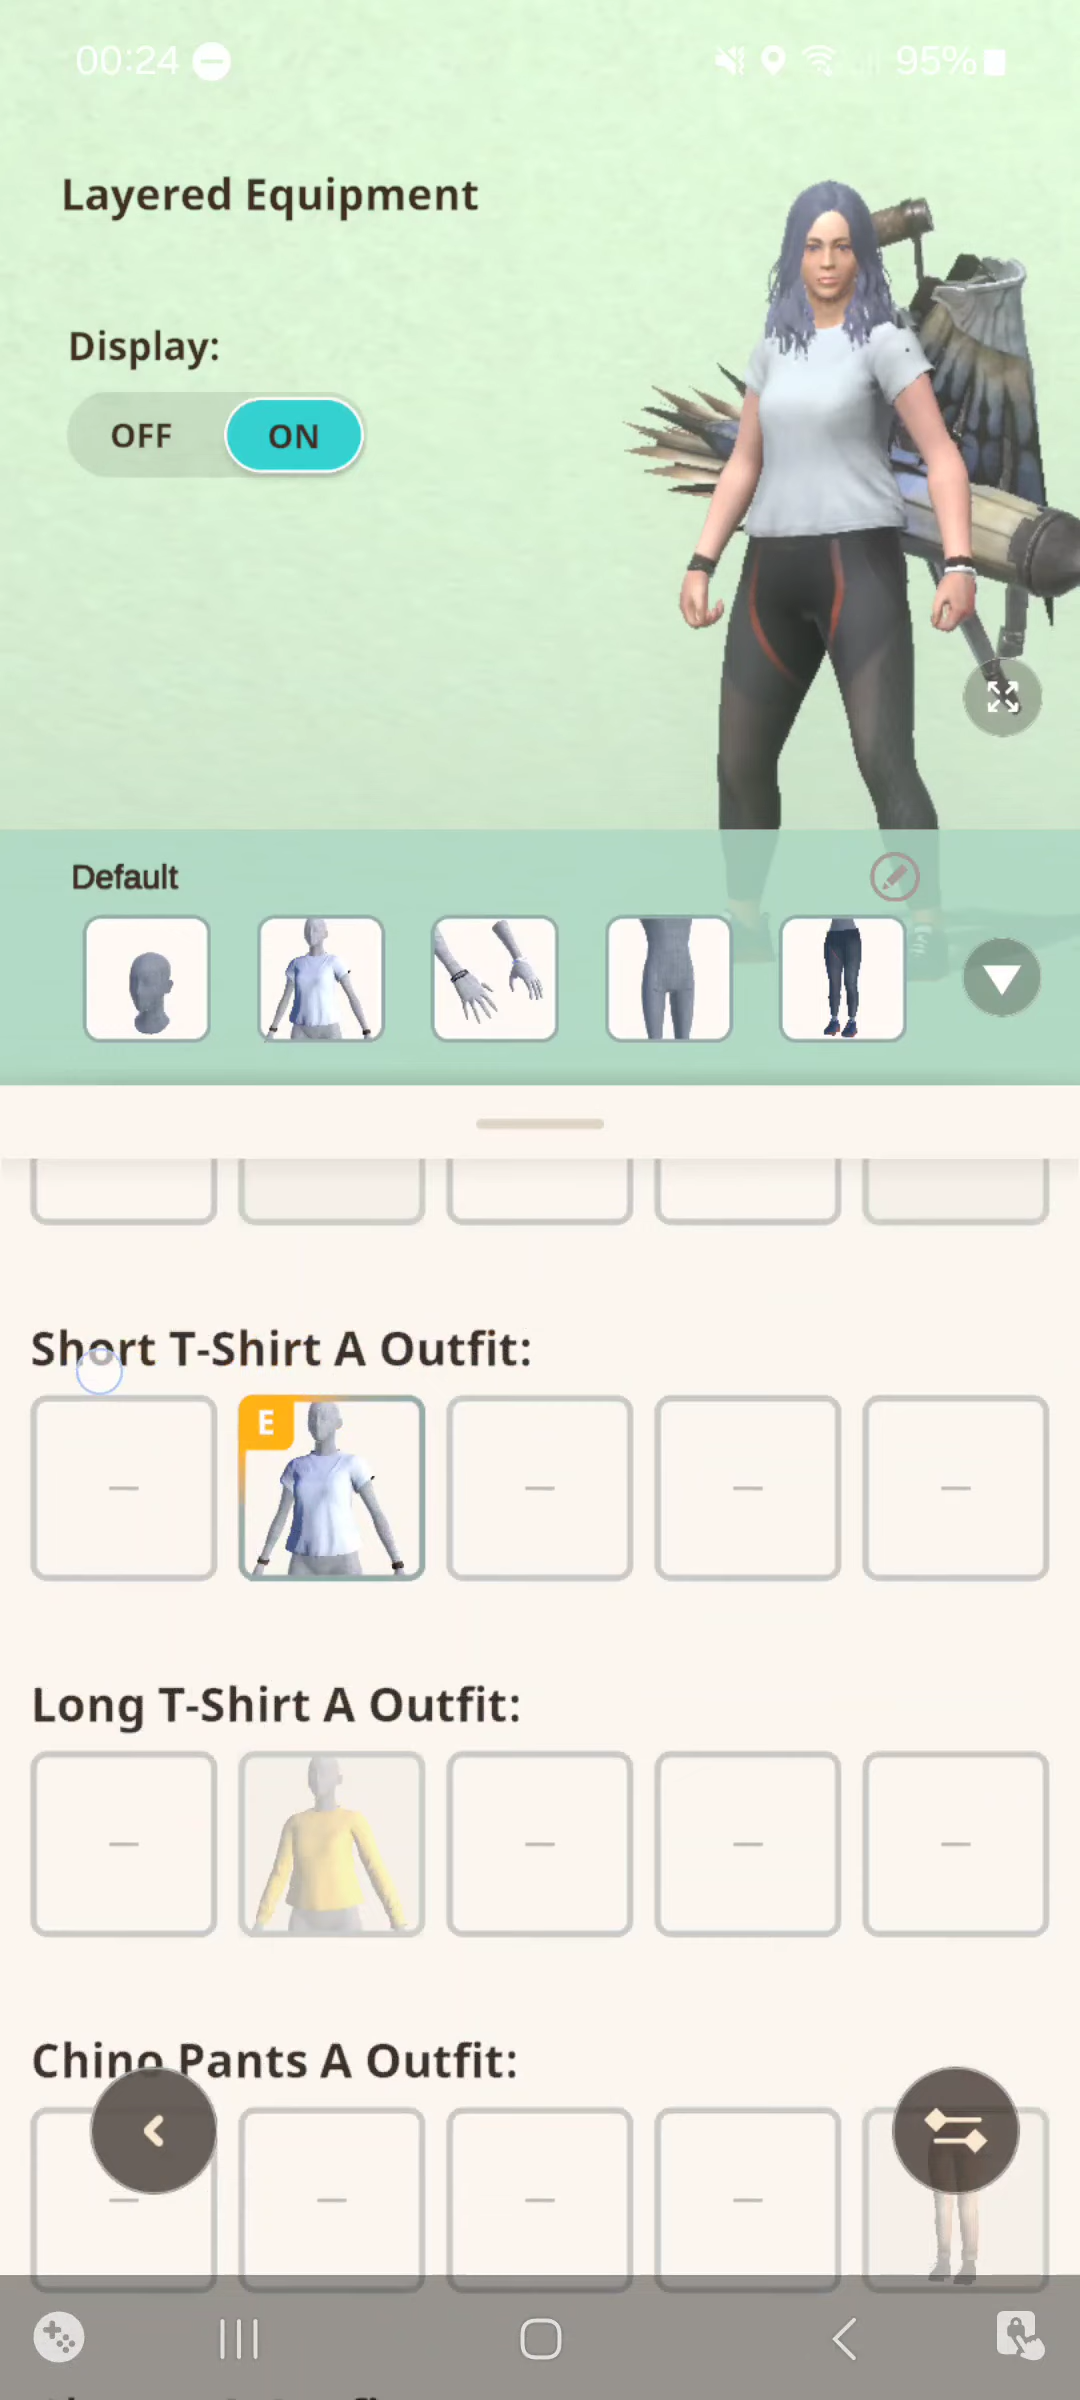 00:24
95%
Layered Equipment
Display:
OFF
ON
Default
Short T-Shirt A Outfit:
E
Long T-Shirt A Outfit:
Chino Pants A Outfit: